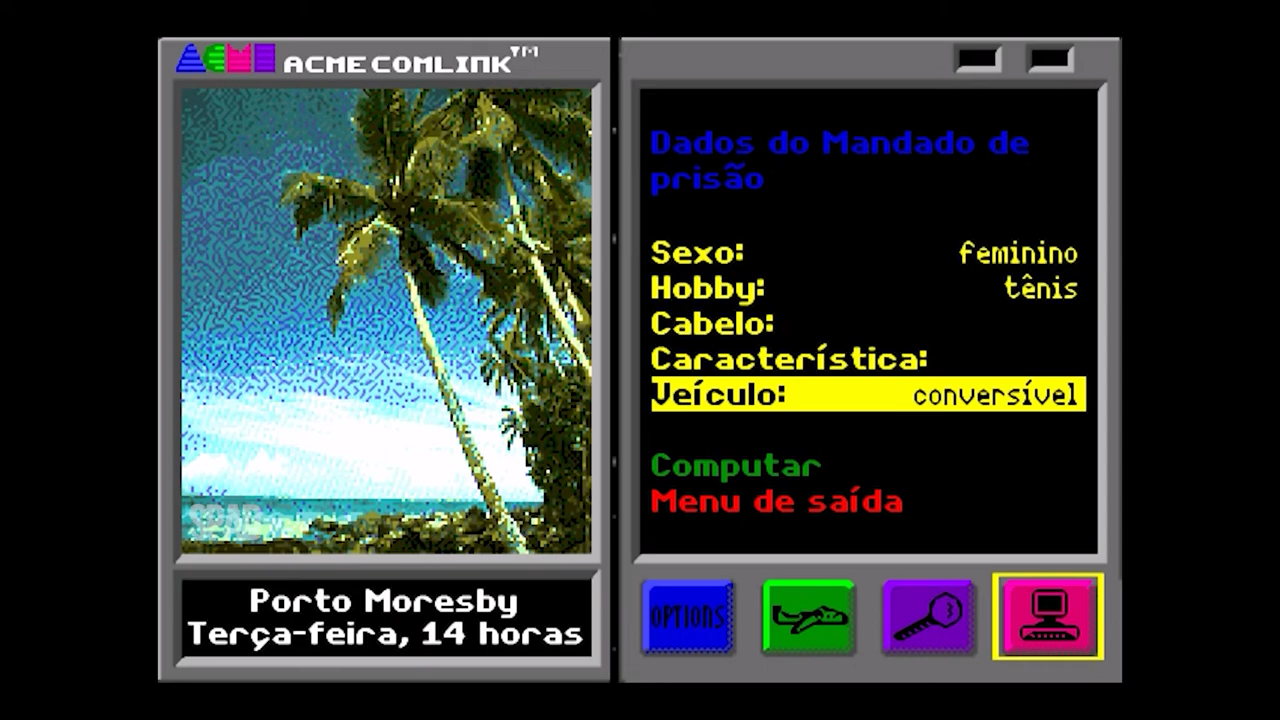 ACME ACME COMLINK™
Dados do Mandado de
prisão
Sexo: feminino
Hobby: tênis
Cabelo:
Característica:
Veículo: conversível
Computar
Menu de saída
Porto Moresby
Terça-feira, 14 horas
OPTIONS